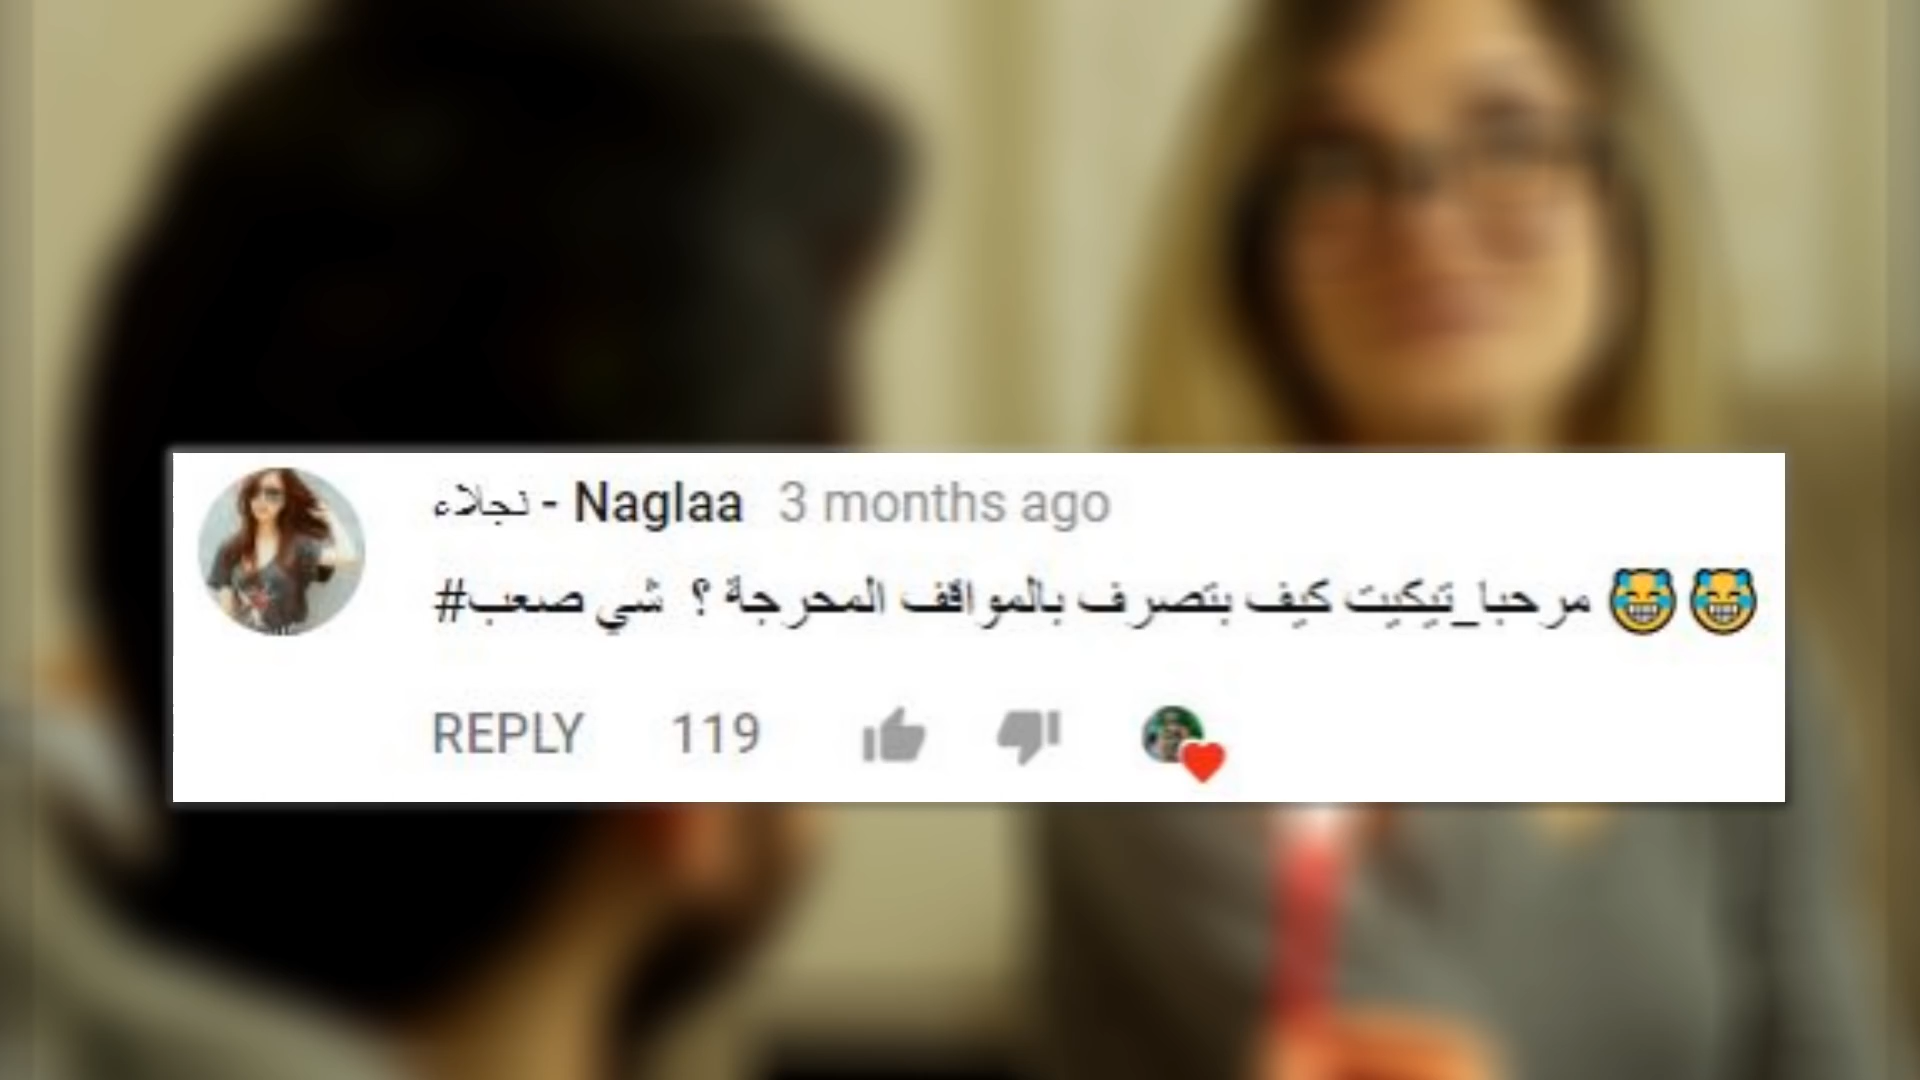 نجلاء - Naglaa 3 months ago
#مرحبا_تيكيت كيف بتصرف بالمواقف المحرجة ؟ شي صعب 😹😹
REPLY 119